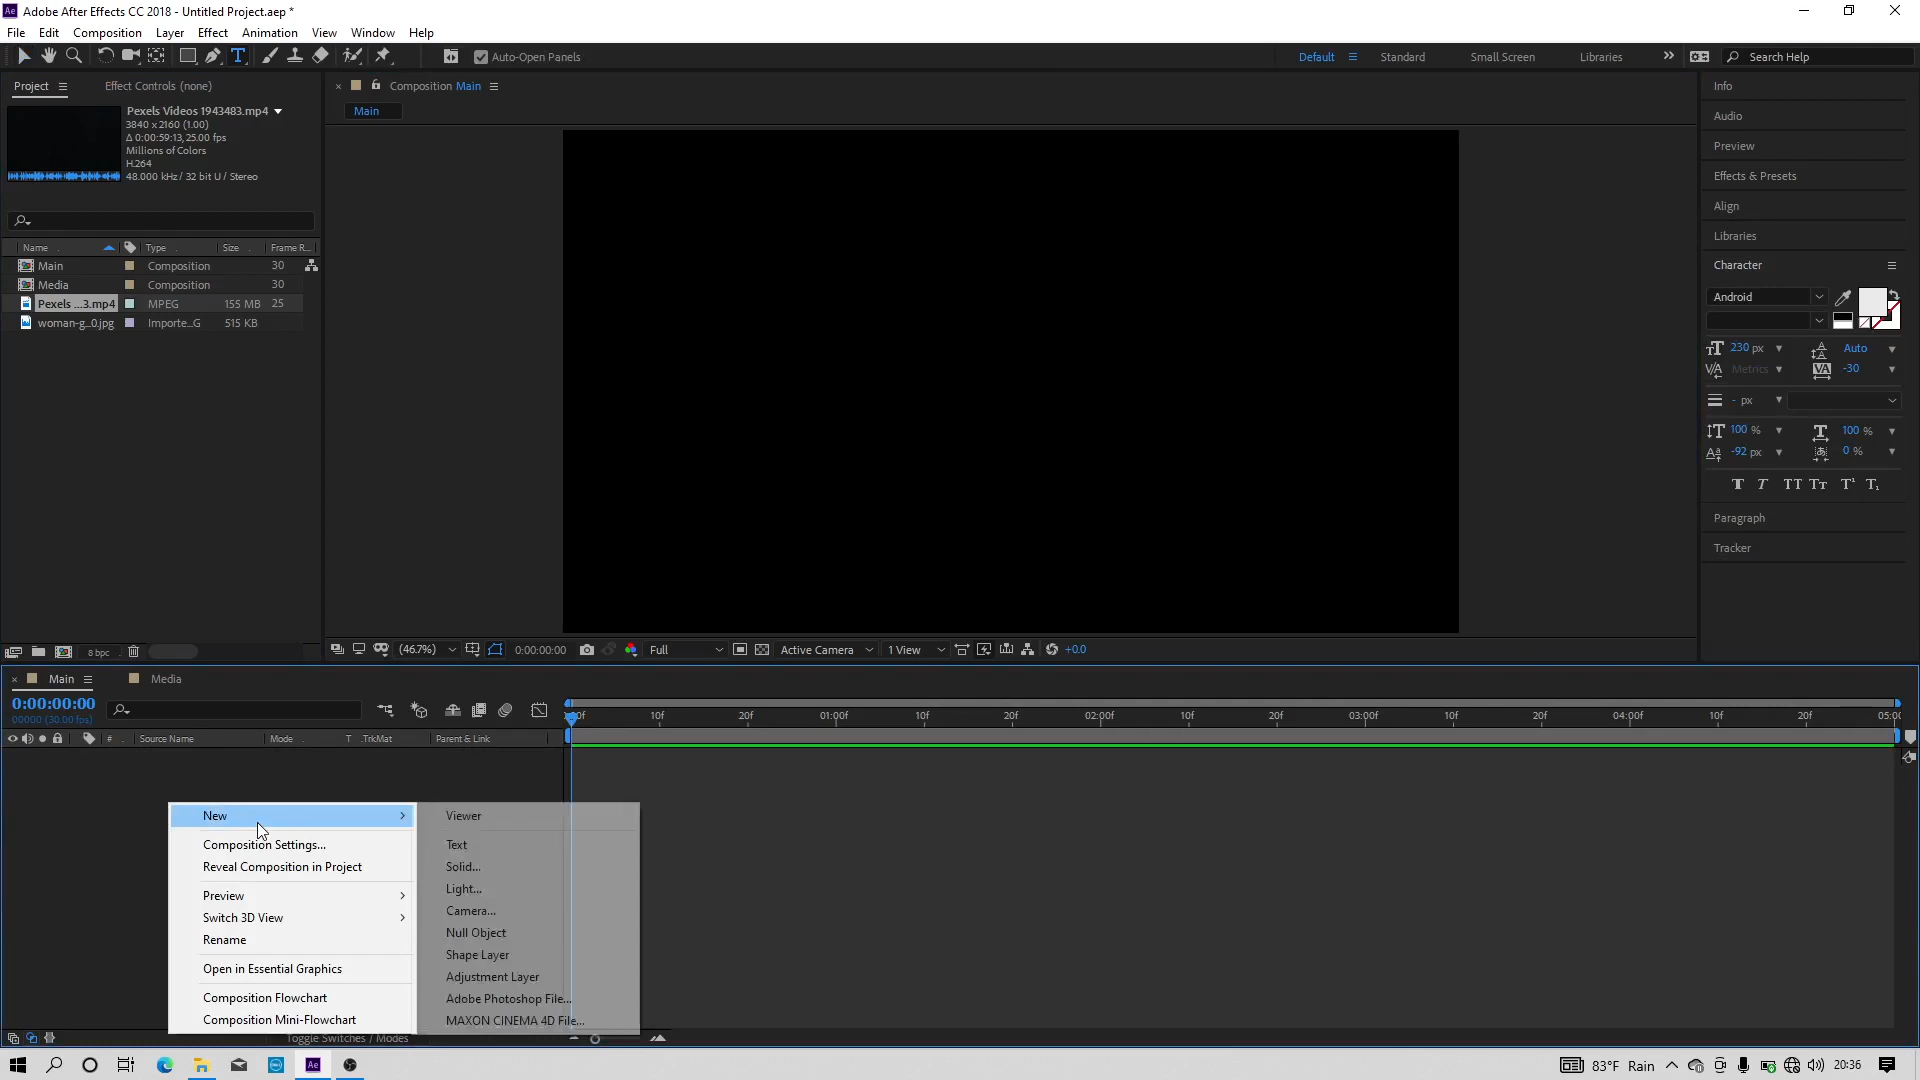 Ae Adobe After Effects CC 2018 - Untitled Project.aep *
File Edit Composition Layer Effect Animation View Window Help
Auto-Open Panels
Default Standard Small Screen Libraries Search Help
Project
Effect Controls (none)
Pexels Videos 1943483.mp4
3840 x 2160 (1.00)
Δ 0:00:59:13, 25.00 fps
Millions of Colors
H.264
48.000 kHz / 32 bit U / Stereo
Name Type Size Frame R...
Main Composition 30
Media Composition 30
Pexels ...3.mp4 MPEG 155 MB 25
woman-g...0.jpg Importe...G 515 KB
8 bpc
Composition Main
Main
(46.7%) 0:00:00:00 Full Active Camera 1 View +0.0
Info
Audio
Preview
Effects & Presets
Align
Libraries
Character
Android
230 px Auto
Metrics -30
- px
100 % 100 %
-92 px 0 %
T T TT Tt T¹ T₁
Paragraph
Tracker
Main
Media
0:00:00:00
00000 (30.00 fps)
# Source Name Mode T .TrkMat Parent & Link
10f 20f 01:00f 10f 20f 02:00f 10f 20f 03:00f 10f 20f 04:00f 10f 20f
New
Composition Settings...
Reveal Composition in Project
Preview
Switch 3D View
Rename
Open in Essential Graphics
Composition Flowchart
Composition Mini-Flowchart
Viewer
Text
Solid...
Light...
Camera...
Null Object
Shape Layer
Adjustment Layer
Adobe Photoshop File...
MAXON CINEMA 4D File...
Toggle Switches / Modes
Ae
83°F Rain 20:36